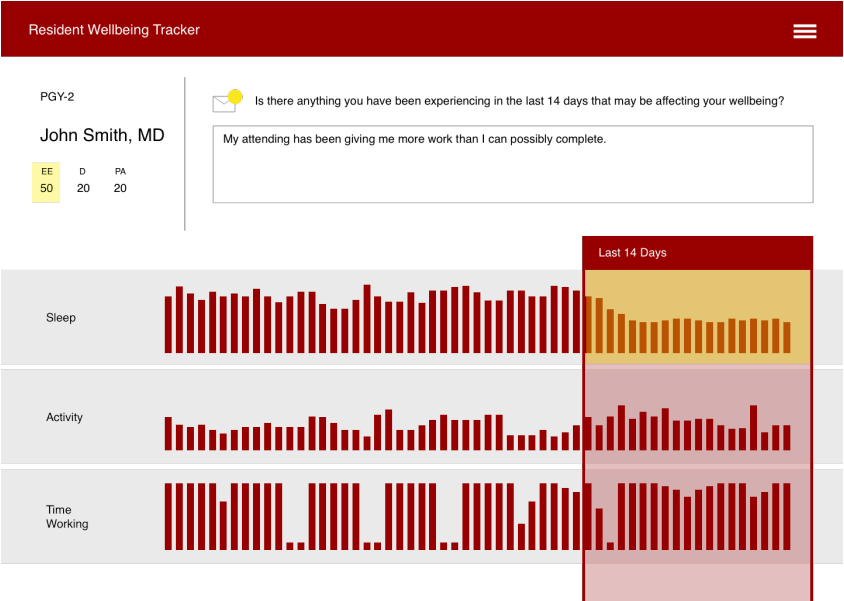 Resident Wellbeing Tracker
PGY-2
John Smith, MD
EE D PA
50 20 20
Is there anything you have been experiencing in the last 14 days that may be affecting your wellbeing?
My attending has been giving me more work than I can possibly complete.
Last 14 Days
Sleep
Activity
Time
Working